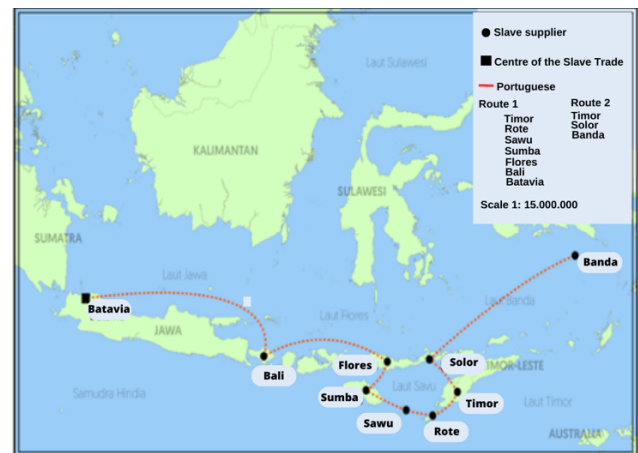 Slave supplier
Centre of the Slave Trade
Portuguese
Route 1
Timor
Rote
Sawu
Sumba
Flores
Bali
Batavia
Route 2
Timor
Solor
Banda
Scale 1: 15.000.000
Laut Sulawesi
KALIMANTAN
SULAWESI
SUMATRA
Banda
Laut Jawa
Batavia
Laut Banda
Laut Flores
JAWA
Bali
Flores
Solor
TIMOR-LESTE
Laut Savu
Samudra Hindia
Sumba
Timor
Laut Timor
Sawu
Rote
AUSTRALIA